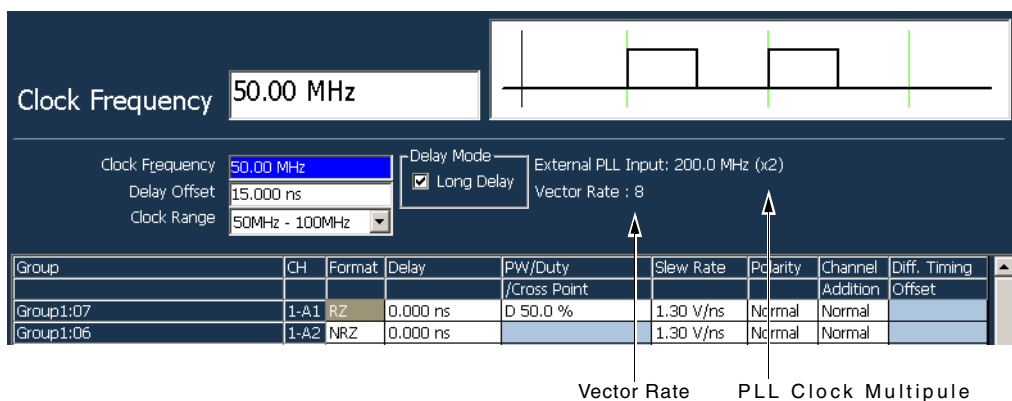 Clock Frequency 50.00 MHz
Clock Frequency 50.00 MHz
Delay Offset 15.000 ns
Clock Range 50MHz - 100MHz
Delay Mode
Long Delay
External PLL Input: 200.0 MHz (x2)
Vector Rate : 8
Group CH Format Delay PW/Duty Slew Rate Polarity Channel Diff. Timing
/Cross Point Addition Offset
Group1:07 1-A1 RZ 0.000 ns D 50.0 % 1.30 V/ns Normal Normal
Group1:06 1-A2 NRZ 0.000 ns 1.30 V/ns Normal Normal
Vector Rate PLL Clock Multipule